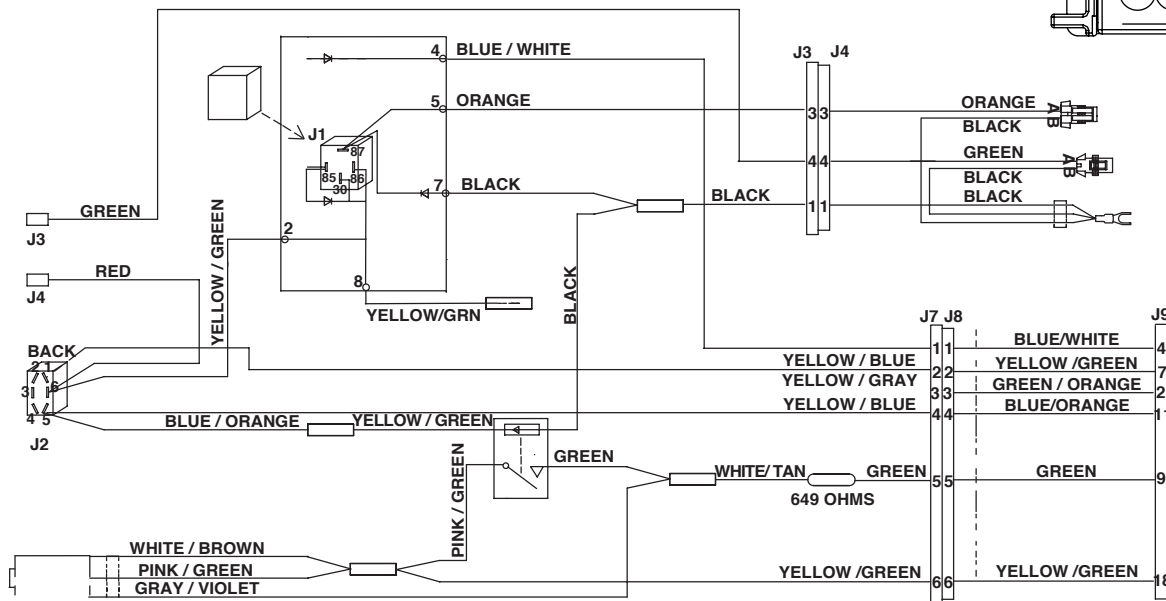 4 BLUE / WHITE
J3 J4
5 ORANGE
3 3
ORANGE A
B
BLACK
J1
87
85 86
30
4 4
GREEN A
B
BLACK
7 BLACK
BLACK
1 1
BLACK
GREEN
J3
2
YELLOW / GREEN
RED
J4
8
YELLOW/GRN
BLACK
J7 J8
J9
BACK
2 1
3 6
4 5
J2
1 1 BLUE/WHITE 4
YELLOW / BLUE 2 2 YELLOW /GREEN 7
YELLOW / GRAY 3 3 GREEN / ORANGE 2
YELLOW / BLUE 4 4 BLUE/ORANGE 11
BLUE / ORANGE
YELLOW / GREEN
GREEN
PINK / GREEN
WHITE/ TAN
649 OHMS
GREEN 5 5 GREEN 9
WHITE / BROWN
PINK / GREEN
GRAY / VIOLET
YELLOW /GREEN 6 6 YELLOW /GREEN 18